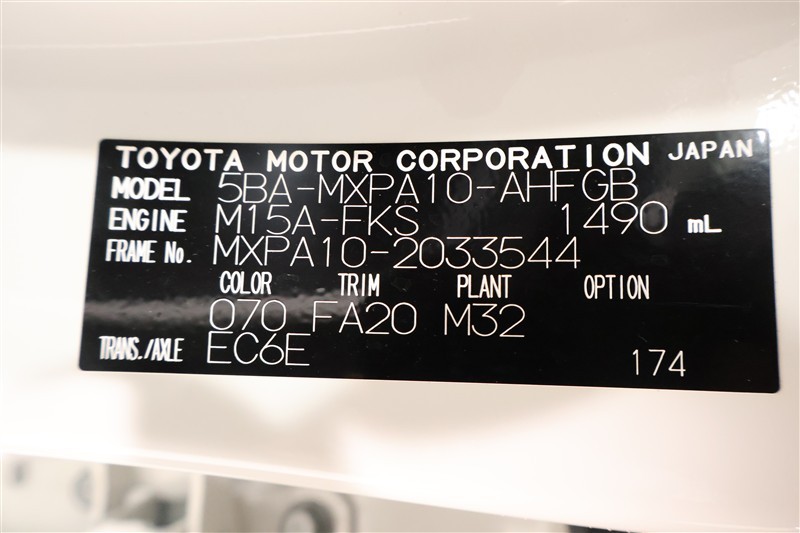 TOYOTA MOTOR CORPORATION JAPAN
MODEL 5BA-MXPA10-AHFGB
ENGINE M15A-FKS 1490 mL
FRAME No. MXPA10-2033544
COLOR TRIM PLANT OPTION
070 FA20 M32
TRANS./AXLE EC6E 174